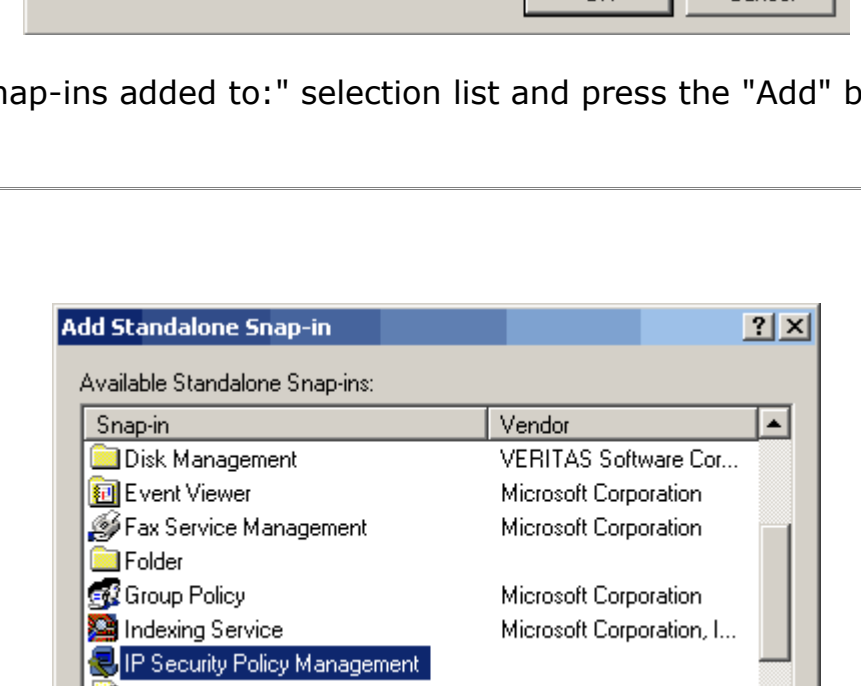 nap-ins added to:" selection list and press the "Add" b
Add Standalone Snap-in
Available Standalone Snap-ins:
Snap-in Vendor
Disk Management VERITAS Software Cor...
Event Viewer Microsoft Corporation
Fax Service Management Microsoft Corporation
Folder
Group Policy Microsoft Corporation
Indexing Service Microsoft Corporation, I...
IP Security Policy Management